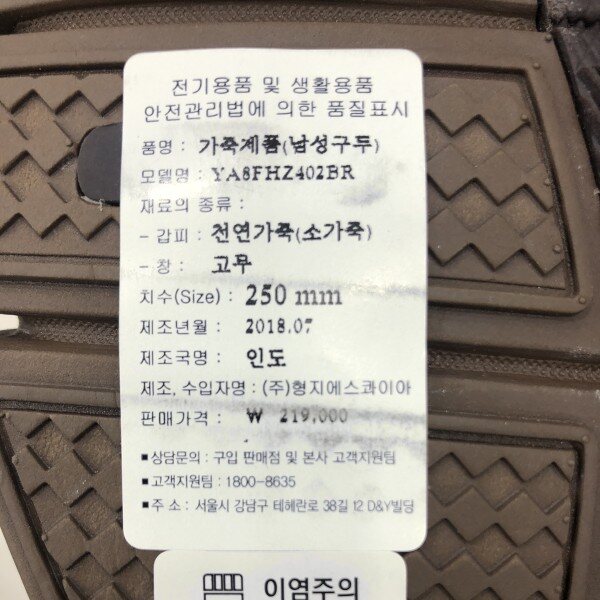 전기용품 및 생활용품
안전관리법에 의한 품질표시
품명 : 가죽제품(남성구두)
모델명 : YA8FHZ402BR
재료의 종류 :
- 갑피 : 천연가죽(소가죽)
- 창 : 고무
치수(Size) : 250 mm
제조년월 : 2018.07
제조국명 : 인도
제조, 수입자명 : (주)형지에스콰이아
판매가격 : ₩ 219,000
■상담문의 : 구입 판매점 및 본사 고객지원팀
■고객지원팀 : 1800-8635
■주 소 : 서울시 강남구 테헤란로 38길 12 D&Y빌딩
이염주의